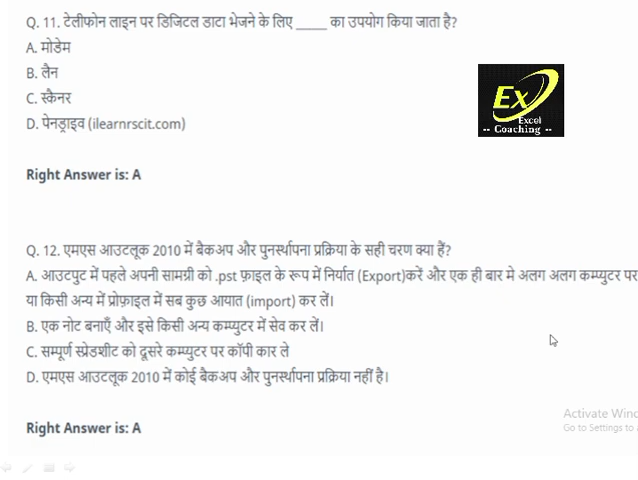 Q. 11. टेलीफोन लाइन पर डिजिटल डाटा भेजने के लिए _____ का उपयोग किया जाता है?
A. मोडेम
B. लैन
C. स्कैनर
D. पेनड्राइव (ilearnrscit.com)
Ex
Excel
-- Coaching --
Right Answer is: A
Q. 12. एमएस आउटलूक 2010 में बैकअप और पुनर्स्थापना प्रक्रिया के सही चरण क्या हैं?
A. आउटपुट में पहले अपनी सामग्री को .pst फ़ाइल के रूप में निर्यात (Export)करें और एक ही बार मे अलग अलग कम्प्युटर पर
या किसी अन्य में प्रोफ़ाइल में सब कुछ आयात (import) कर लें।
B. एक नोट बनाएँ और इसे किसी अन्य कम्प्युटर में सेव कर लें।
C. सम्पूर्ण स्प्रेडशीट को दूसरे कम्प्युटर पर कॉपी कार ले
D. एमएस आउटलूक 2010 में कोई बैकअप और पुनर्स्थापना प्रक्रिया नहीं है।
Activate Wind
Go to Settings to
Right Answer is: A